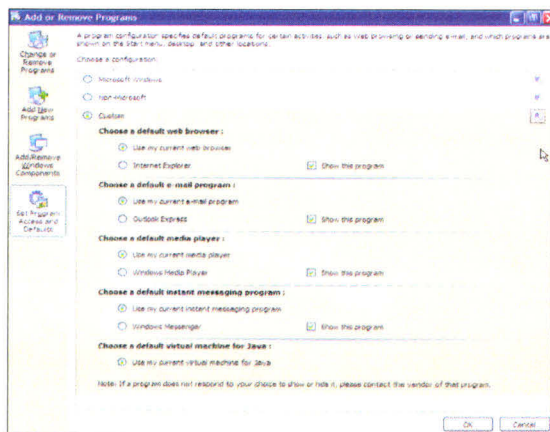 Add or Remove Programs
A program configuration specifies default programs for certain activities, such as web browsing or sending e-mail, and which programs are
shown on the Start menu, desktop, and other locations.
Change or
Remove
Programs
Choose a configuration:
Microsoft Windows
Non-Microsoft
Add New
Programs
Custom
Choose a default web browser :
Use my current web browser
Add/Remove
Windows
Components
Internet Explorer
Show this program
Choose a default e-mail program :
Use my current e-mail program
Set Program
Access and
Defaults
Outlook Express
Show this program
Choose a default media player :
Use my current media player
Windows Media Player
Show this program
Choose a default instant messaging program :
Use my current instant messaging program
Windows Messenger
Show this program
Choose a default virtual machine for Java :
Use my current virtual machine for Java
Note: If a program does not respond to your choice to show or hide it, please contact the vendor of that program.
OK
Cancel